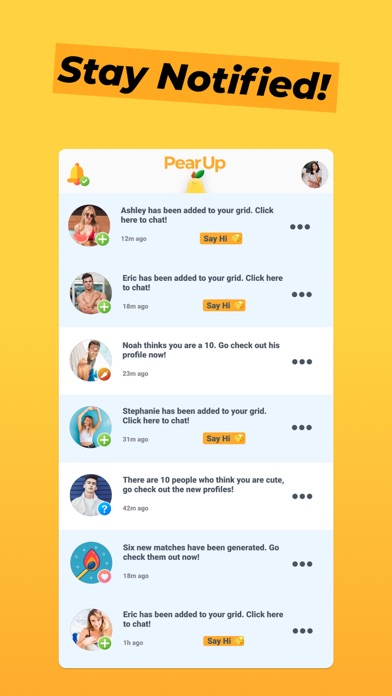 Stay Notified!
Pear Up
Ashley has been added to your grid. Click
here to chat!
12m ago
Say Hi
Eric has been added to your grid. Click here
to chat!
18m ago
Say Hi
Noah thinks you are a 10. Go check out his
profile now!
23m ago
Stephanie has been added to your grid.
Click here to chat!
31m ago
Say Hi
There are 10 people who think you are cute,
go check out the new profiles!
42m ago
Six new matches have been generated. Go
check them out now!
18m ago
Eric has been added to your grid. Click here
to chat!
1h ago
Say Hi